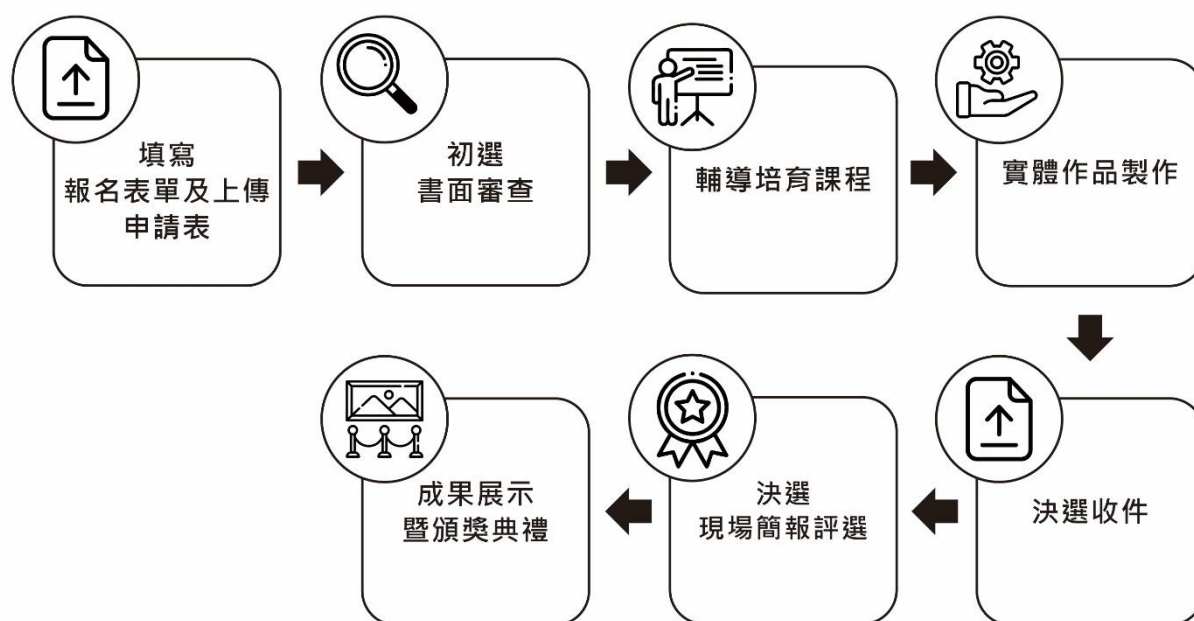 填寫
報名表單及上傳
申請表
初選
書面審查
輔導培育課程
實體作品製作
決選收件
決選
現場簡報評選
成果展示
暨頒獎典禮